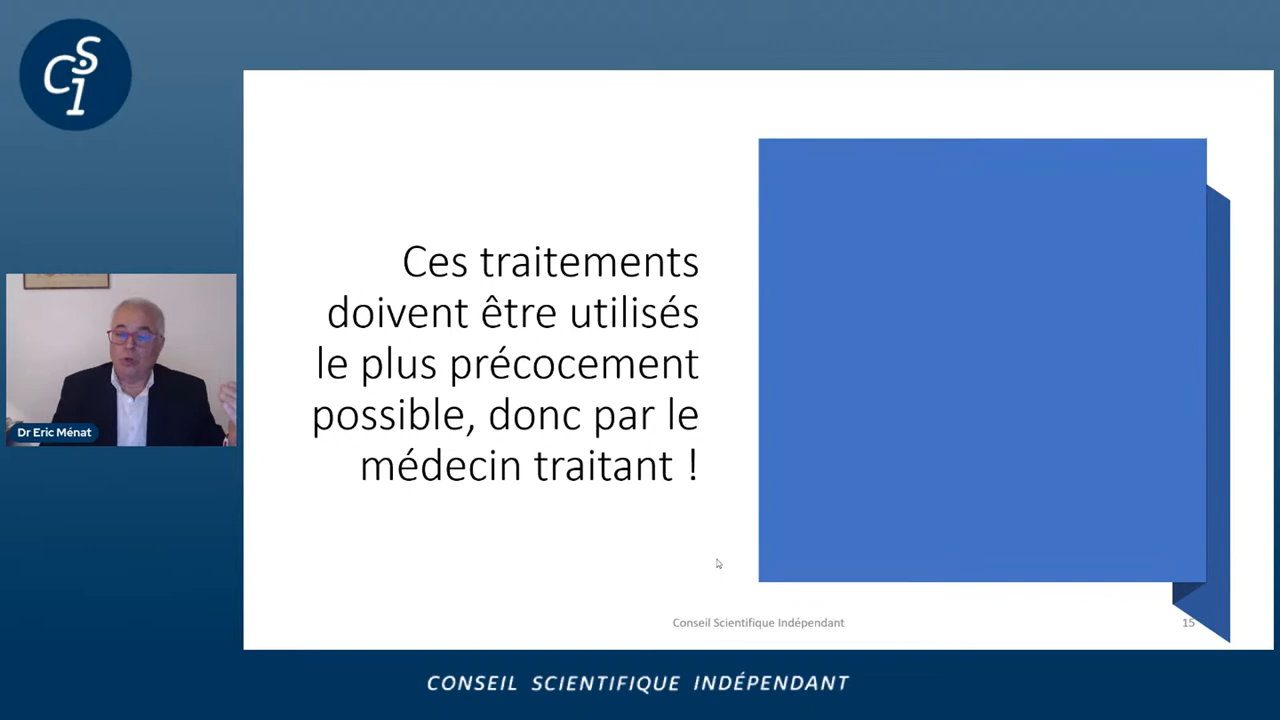 CSI
Ces traitements
doivent être utilisés
le plus précocement
possible, donc par le
médecin traitant !
Dr Eric Ménat
Conseil Scientifique Indépendant
15
CONSEIL SCIENTIFIQUE INDÉPENDANT